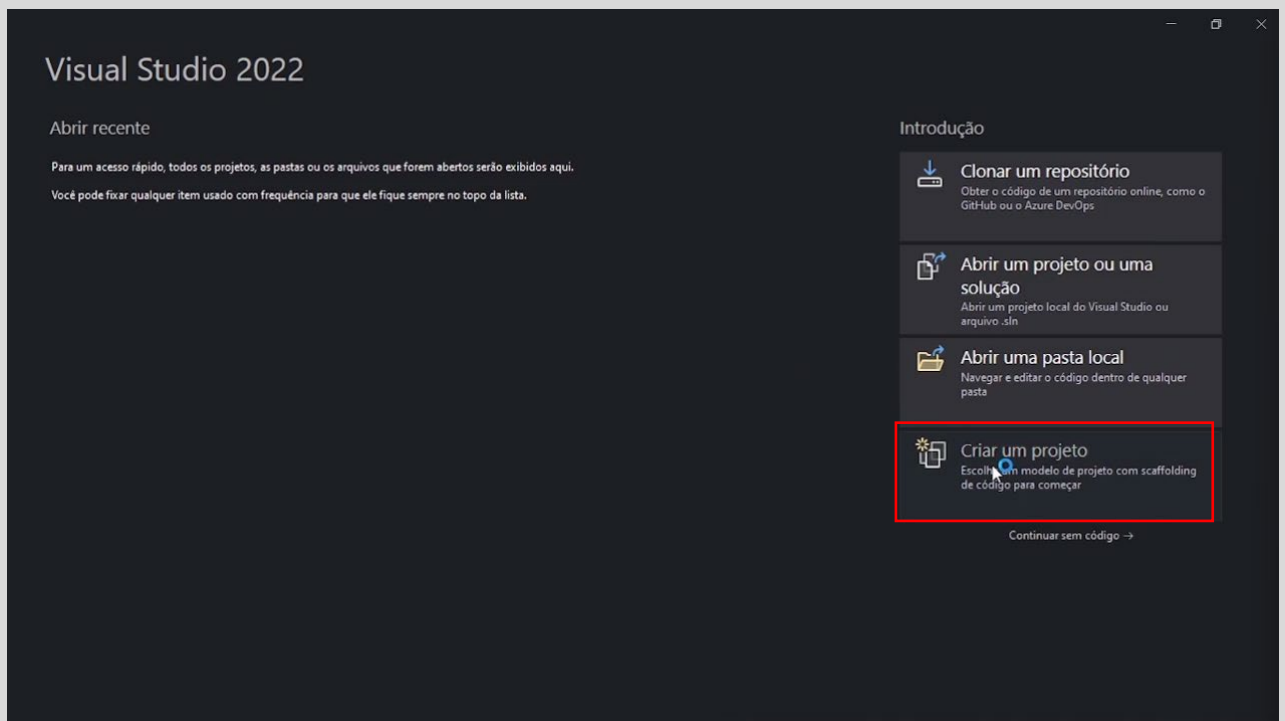 Visual Studio 2022
Abrir recente
Para um acesso rápido, todos os projetos, as pastas ou os arquivos que forem abertos serão exibidos aqui.
Você pode fixar qualquer item usado com frequência para que ele fique sempre no topo da lista.
Introdução
Clonar um repositório
Obter o código de um repositório online, como o
GitHub ou o Azure DevOps
Abrir um projeto ou uma
solução
Abrir um projeto local do Visual Studio ou
arquivo .sln
Abrir uma pasta local
Navegar e editar o código dentro de qualquer
pasta
Criar um projeto
Escolha um modelo de projeto com scaffolding
de código para começar
Continuar sem código →